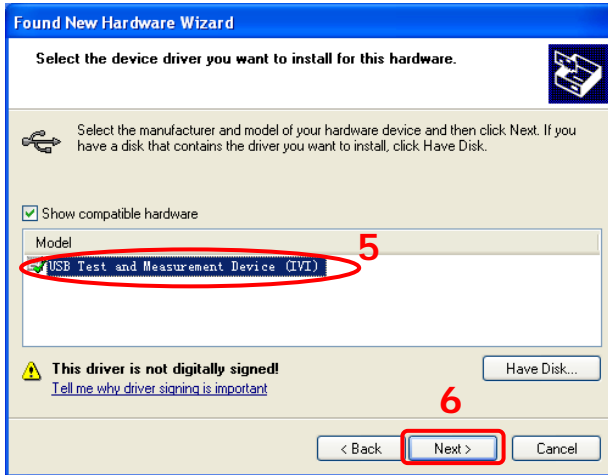 Found New Hardware Wizard
Select the device driver you want to install for this hardware.
Select the manufacturer and model of your hardware device and then click Next. If you
have a disk that contains the driver you want to install, click Have Disk.
Show compatible hardware
Model
5
USB Test and Measurement Device (IVI)
This driver is not digitally signed!
Have Disk...
Tell me why driver signing is important
6
< Back
Next >
Cancel